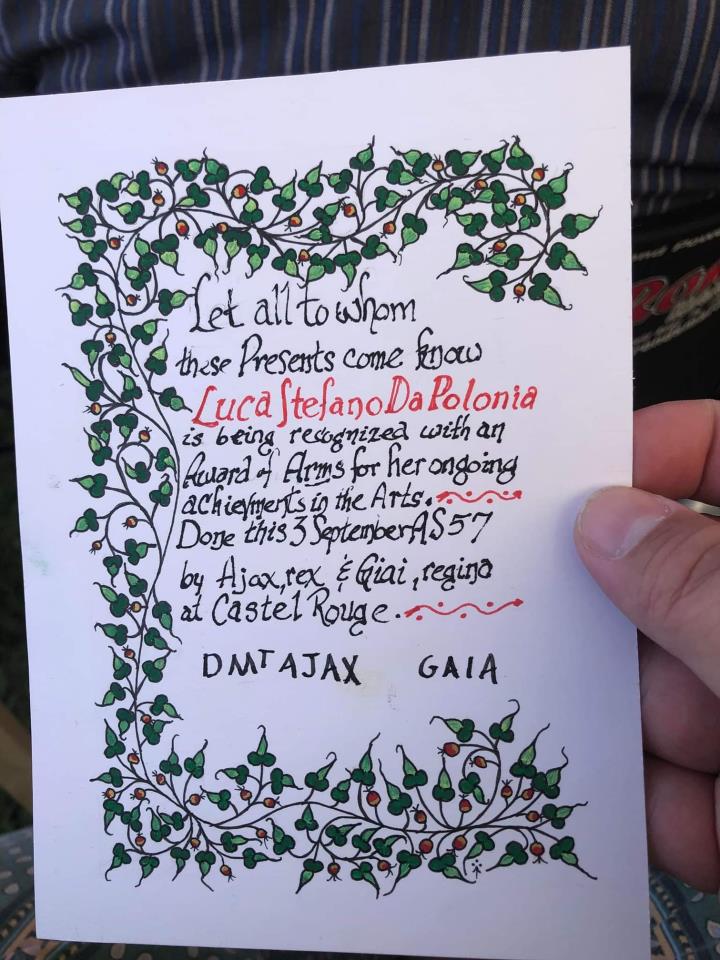 Let all to whom
these Presents come know
Luca Stefano Da Polonia
is being recognized with an
Award of Arms for her ongoing
achievments in the Arts.
Done this 3 September AS 57
by Ajax, rex & Giai, regina
at Castel Rouge.
DMT AJAX GAIA